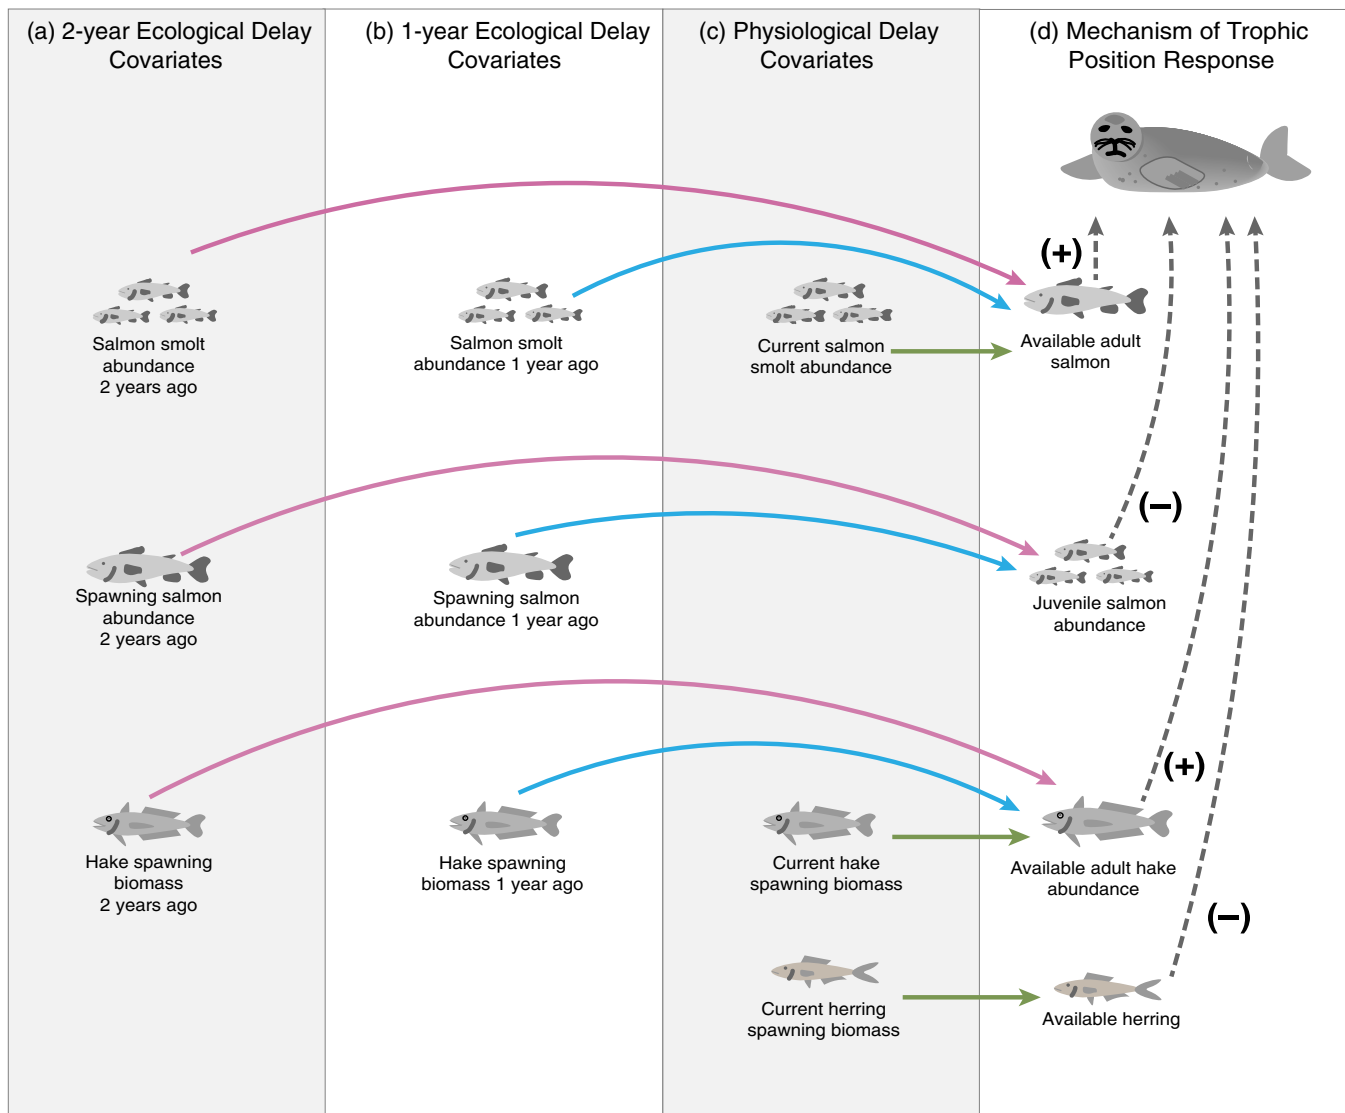 (a) 2-year Ecological Delay
Covariates
(b) 1-year Ecological Delay
Covariates
(c) Physiological Delay
Covariates
(d) Mechanism of Trophic
Position Response
(+)
Salmon smolt
abundance
2 years ago
Salmon smolt
abundance 1 year ago
Current salmon
smolt abundance
Available adult
salmon
(−)
Spawning salmon
abundance
2 years ago
Spawning salmon
abundance 1 year ago
Juvenile salmon
abundance
(+)
Hake spawning
biomass
2 years ago
Hake spawning
biomass 1 year ago
Current hake
spawning biomass
Available adult hake
abundance
(−)
Current herring
spawning biomass
Available herring